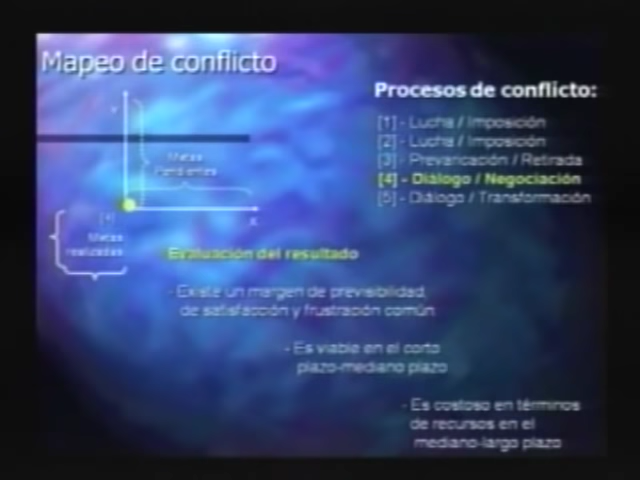 Mapeo de conflicto
Procesos de conflicto:
[1] - Lucha / Imposición
[2] - Lucha / Imposición
[3] - Prevaricación / Retirada
[4] - Diálogo / Negociación
[5] - Diálogo / Transformación
Y
Metas
Pendientes
X
[4]
Metas
realizadas
Evaluación del resultado
- Existe un margen de previsibilidad,
de satisfacción y frustración común
- Es viable en el corto
plazo-mediano plazo
- Es costoso en términos
de recursos en el
mediano-largo plazo